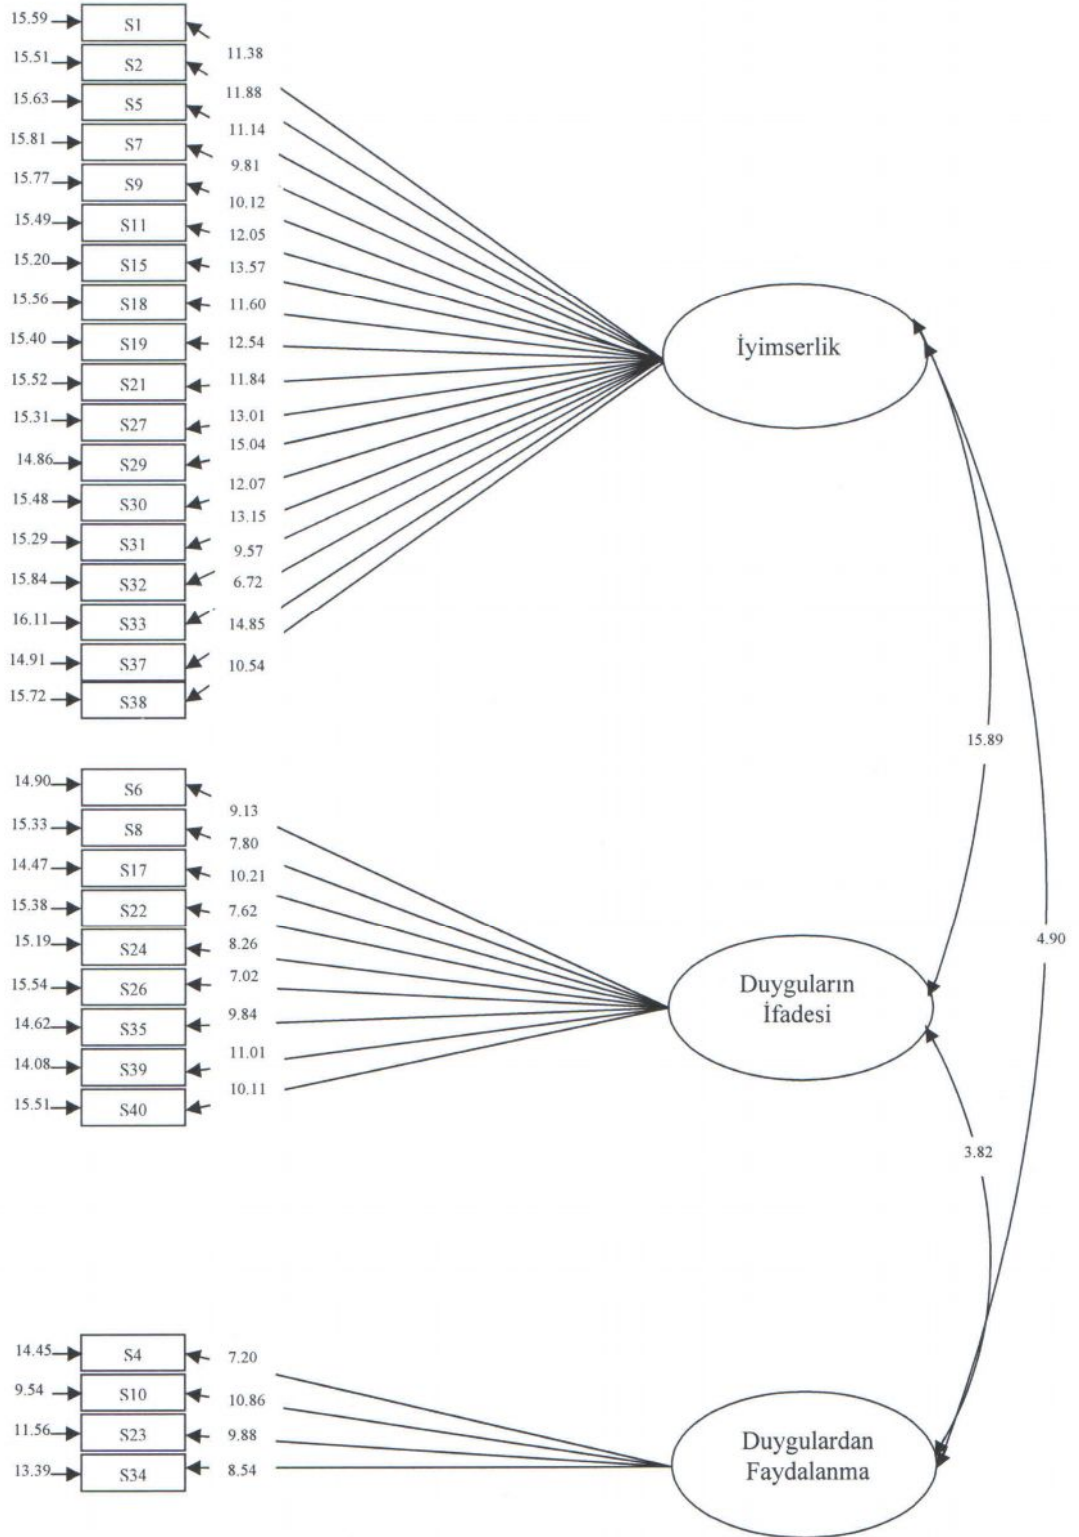 15.59 S1 11.38
15.51 S2 11.88
15.63 S5 11.14
15.81 S7 9.81
15.77 S9 10.12
15.49 S11 12.05
15.20 S15 13.57
15.56 S18 11.60
15.40 S19 12.54
15.52 S21 11.84
15.31 S27 13.01
14.86 S29 15.04
15.48 S30 12.07
15.29 S31 13.15
15.84 S32 9.57
16.11 S33 6.72
14.91 S37 14.85
15.72 S38 10.54
İyimserlik
15.89
14.90 S6 9.13
15.33 S8 7.80
14.47 S17 10.21
15.38 S22 7.62
15.19 S24 8.26
15.54 S26 7.02
14.62 S35 9.84
14.08 S39 11.01
15.51 S40 10.11
Duyguların
İfadesi
4.90
3.82
14.45 S4 7.20
9.54 S10 10.86
11.56 S23 9.88
13.39 S34 8.54
Duygulardan
Faydalanma